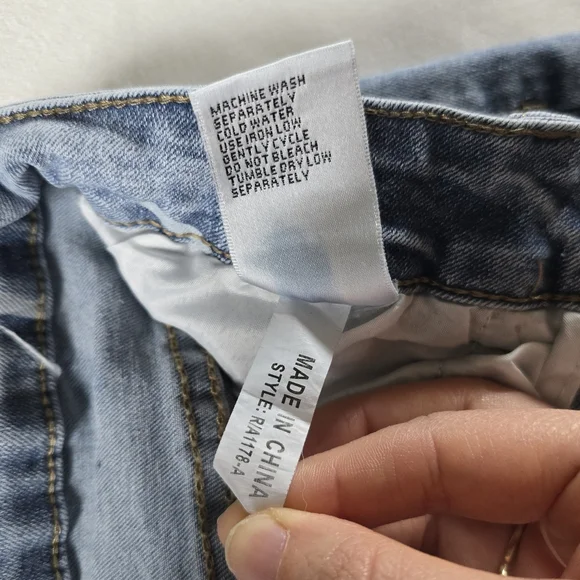 MACHINE WASH
SEPARATELY
COLD WATER
USE IRON LOW
GENTLY CYCLE
DO NOT BLEACH
TUMBLE DRY LOW
SEPARATELY
MADE IN CHINA
STYLE: R/A1178-A